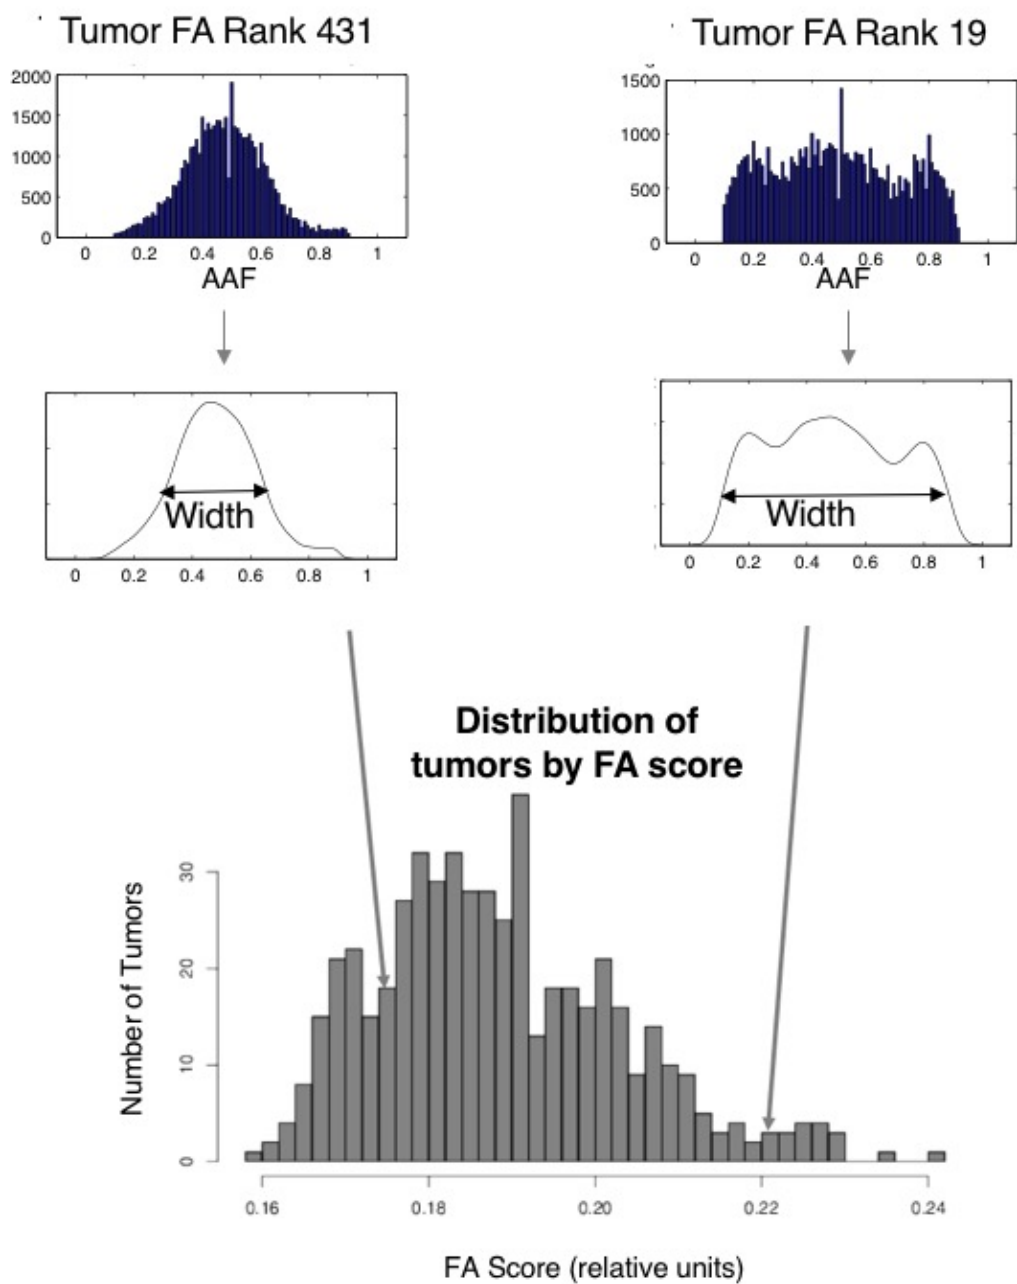 Tumor FA Rank 431
Tumor FA Rank 19
2000
1500
1000
500
0
0 0.2 0.4 0.6 0.8 1
AAF
1500
1000
500
0
0 0.2 0.4 0.6 0.8 1
AAF
Width
0 0.2 0.4 0.6 0.8 1
Width
0 0.2 0.4 0.6 0.8 1
Distribution of
tumors by FA score
Number of Tumors
30
20
10
0
0.16 0.18 0.20 0.22 0.24
FA Score (relative units)